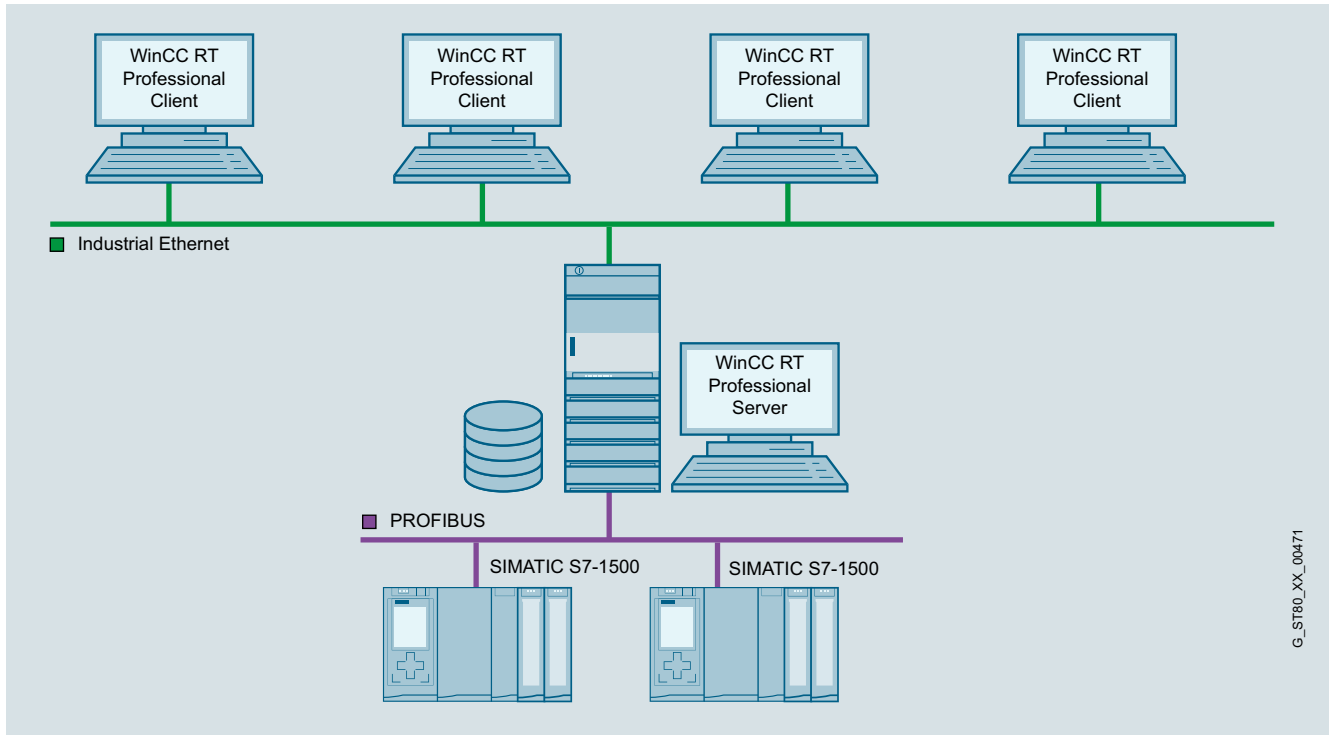 WinCC RT
Professional
Client
WinCC RT
Professional
Client
WinCC RT
Professional
Client
WinCC RT
Professional
Client
Industrial Ethernet
WinCC RT
Professional
Server
PROFIBUS
SIMATIC S7-1500
SIMATIC S7-1500
G_ST80_XX_00471